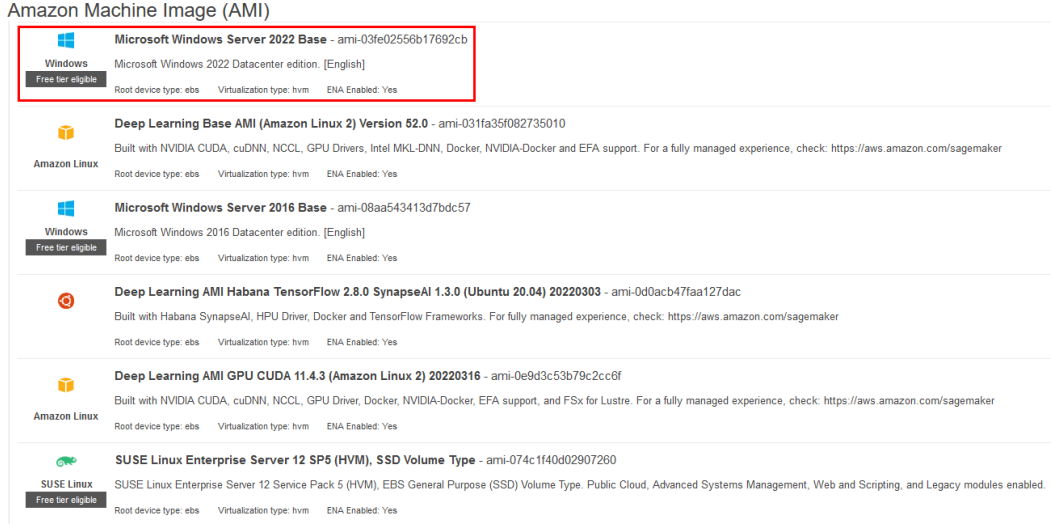 Amazon Machine Image (AMI)
Microsoft Windows Server 2022 Base - ami-03fe02556b17692cb
Windows
Microsoft Windows 2022 Datacenter edition. [English]
Free tier eligible
Root device type: ebs Virtualization type: hvm ENA Enabled: Yes
Deep Learning Base AMI (Amazon Linux 2) Version 52.0 - ami-031fa35f082735010
Built with NVIDIA CUDA, cuDNN, NCCL, GPU Drivers, Intel MKL-DNN, Docker, NVIDIA-Docker and EFA support. For a fully managed experience, check: https://aws.amazon.com/sagemaker
Amazon Linux
Root device type: ebs Virtualization type: hvm ENA Enabled: Yes
Microsoft Windows Server 2016 Base - ami-08aa543413d7bdc57
Windows
Microsoft Windows 2016 Datacenter edition. [English]
Free tier eligible
Root device type: ebs Virtualization type: hvm ENA Enabled: Yes
Deep Learning AMI Habana TensorFlow 2.8.0 SynapseAI 1.3.0 (Ubuntu 20.04) 20220303 - ami-0d0acb47faa127dac
Built with Habana SynapseAI, HPU Driver, Docker and TensorFlow Frameworks. For fully managed experience, check: https://aws.amazon.com/sagemaker
Root device type: ebs Virtualization type: hvm ENA Enabled: Yes
Deep Learning AMI GPU CUDA 11.4.3 (Amazon Linux 2) 20220316 - ami-0e9d3c53b79c2cc6f
Built with NVIDIA CUDA, cuDNN, NCCL, GPU Driver, Docker, NVIDIA-Docker, EFA support, and FSx for Lustre. For a fully managed experience, check: https://aws.amazon.com/sagemaker
Amazon Linux
Root device type: ebs Virtualization type: hvm ENA Enabled: Yes
SUSE Linux Enterprise Server 12 SP5 (HVM), SSD Volume Type - ami-074c1f40d02907260
SUSE Linux
SUSE Linux Enterprise Server 12 Service Pack 5 (HVM), EBS General Purpose (SSD) Volume Type. Public Cloud, Advanced Systems Management, Web and Scripting, and Legacy modules enabled.
Free tier eligible
Root device type: ebs Virtualization type: hvm ENA Enabled: Yes